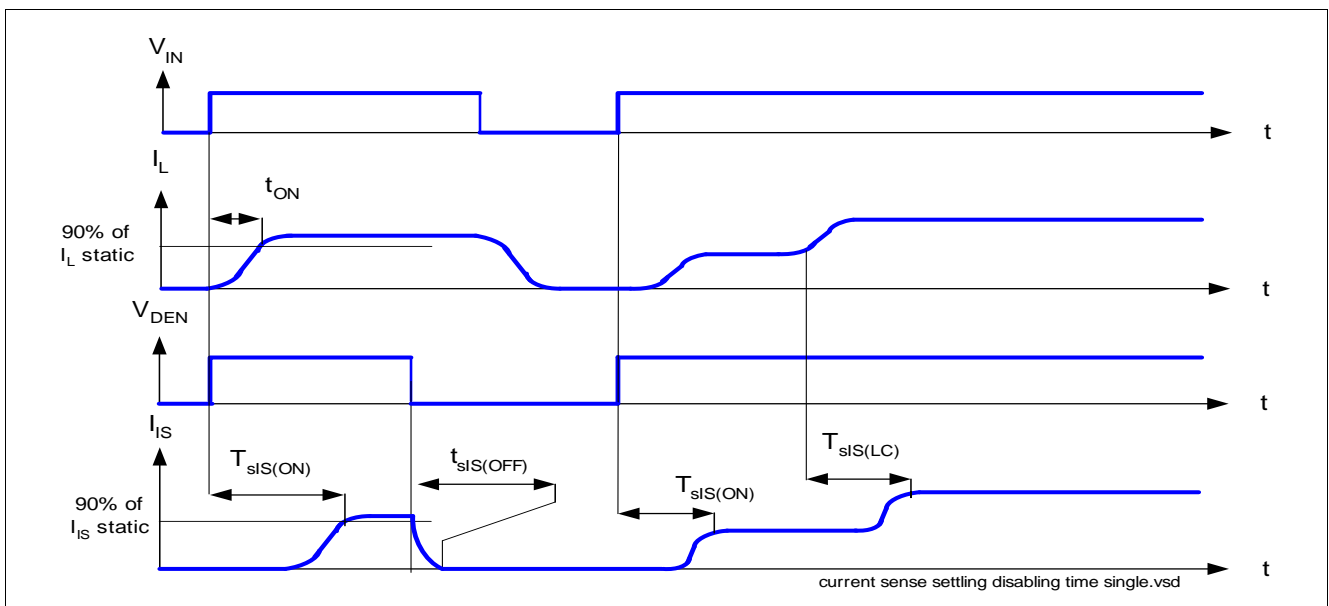 V_IN
t
I_L
t_ON
90% of
I_L static
t
V_DEN
t
I_IS
T_sIS(ON)
t_sIS(OFF)
T_sIS(ON)
T_sIS(LC)
90% of
I_IS static
t
current sense settling disabling time single.vsd